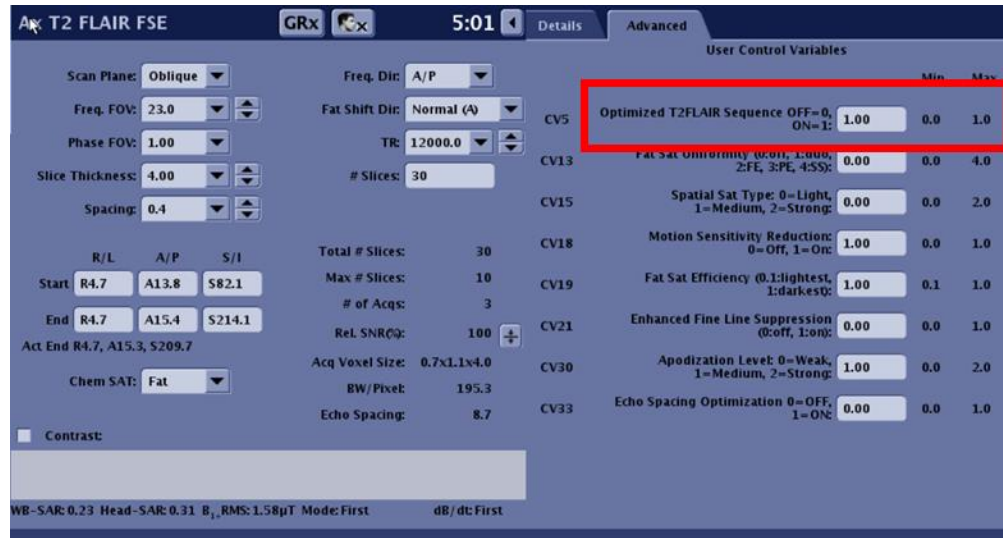 Ax T2 FLAIR FSE GRx 5:01 Details Advanced
User Control Variables
Min Max
Scan Plane: Oblique Freq. Dir: A/P
Freq. FOV: 23.0 Fat Shift Dir: Normal (A)
CV5 Optimized T2FLAIR Sequence OFF=0, ON=1: 1.00 0.0 1.0
Phase FOV: 1.00 TR: 12000.0
CV13 Fat Sat Uniformity (0:off, 1:duo, 2:FE, 3:PE, 4:SS): 0.00 0.0 4.0
Slice Thickness: 4.00 # Slices: 30
Spacing: 0.4
CV15 Spatial Sat Type: 0=Light, 1=Medium, 2=Strong: 0.00 0.0 2.0
R/L A/P S/I Total # Slices: 30
CV18 Motion Sensitivity Reduction: 0=Off, 1=On: 1.00 0.0 1.0
Start R4.7 A13.8 S82.1 Max # Slices: 10
CV19 Fat Sat Efficiency (0.1:lightest, 1:darkest): 1.00 0.1 1.0
# of Acqs: 3
End R4.7 A15.4 S214.1 Rel. SNR(%): 100
CV21 Enhanced Fine Line Suppression (0:off, 1:on): 0.00 0.0 1.0
Act End R4.7, A15.3, S209.7
Acq Voxel Size: 0.7x1.1x4.0
CV30 Apodization Level: 0=Weak, 1=Medium, 2=Strong: 1.00 0.0 2.0
Chem SAT: Fat BW/Pixel: 195.3
Echo Spacing: 8.7
CV33 Echo Spacing Optimization 0=OFF, 1=ON: 0.00 0.0 1.0
Contrast:
WB-SAR: 0.23 Head-SAR: 0.31 B1+RMS: 1.58µT Mode: First dB/dt: First